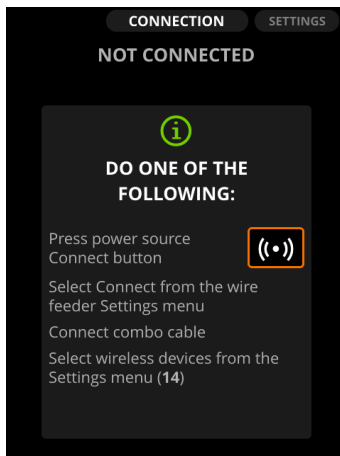 CONNECTION SETTINGS
NOT CONNECTED
DO ONE OF THE
FOLLOWING:
Press power source
Connect button
Select Connect from the wire
feeder Settings menu
Connect combo cable
Select wireless devices from the
Settings menu (14)